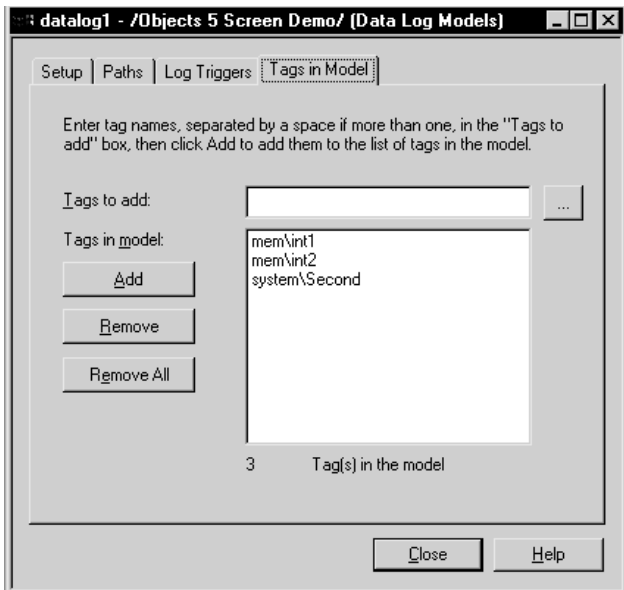 datalog1 - /Objects 5 Screen Demo/ (Data Log Models)
Setup Paths Log Triggers Tags in Model
Enter tag names, separated by a space if more than one, in the "Tags to
add" box, then click Add to add them to the list of tags in the model.
Tags to add:
...
Tags in model:
mem\int1
mem\int2
system\Second
Add
Remove
Remove All
3 Tag(s) in the model
Close Help